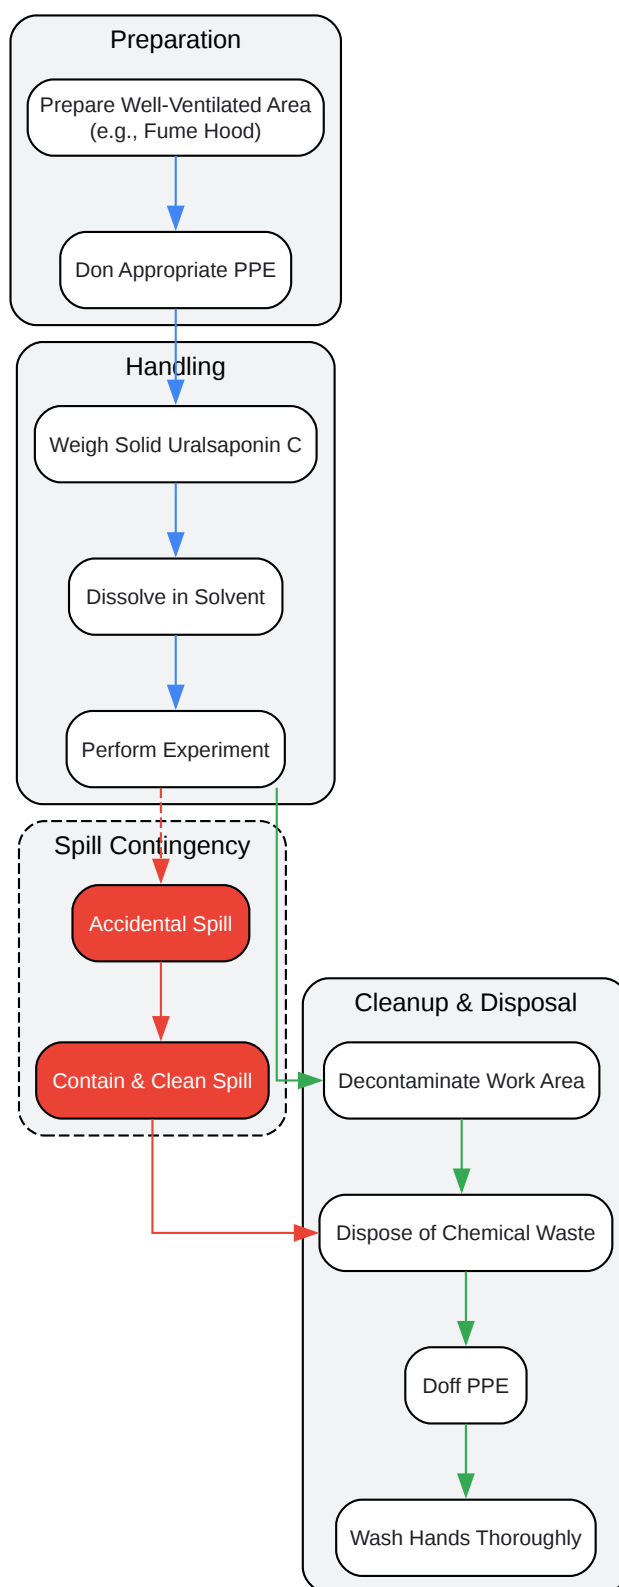 Preparation
Prepare Well-Ventilated Area
(e.g., Fume Hood)
Don Appropriate PPE
Handling
Weigh Solid Uralsaponin C
Dissolve in Solvent
Perform Experiment
Spill Contingency
Accidental Spill
Contain & Clean Spill
Cleanup & Disposal
Decontaminate Work Area
Dispose of Chemical Waste
Doff PPE
Wash Hands Thoroughly